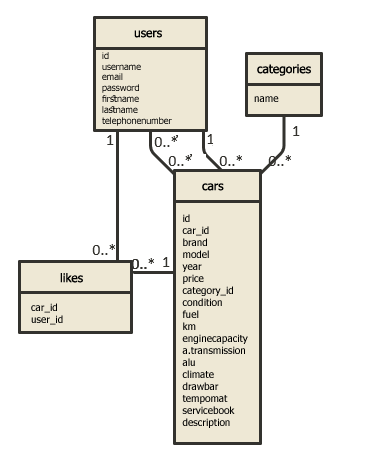 users
id
username
email
password
firstname
lastname
telephonenumber
categories
name
1
0..*
1
1
0..*
0..*
0..*
cars
id
car_id
brand
model
year
price
category_id
condition
fuel
km
enginecapacity
a.transmission
alu
climate
drawbar
tempomat
servicebook
description
0..*
0..*
1
likes
car_id
user_id